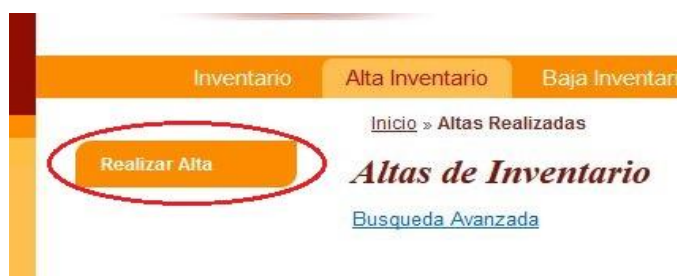 Inventario Alta Inventario Baja Inventar
Inicio » Altas Realizadas
Realizar Alta
Altas de Inventario
Busqueda Avanzada